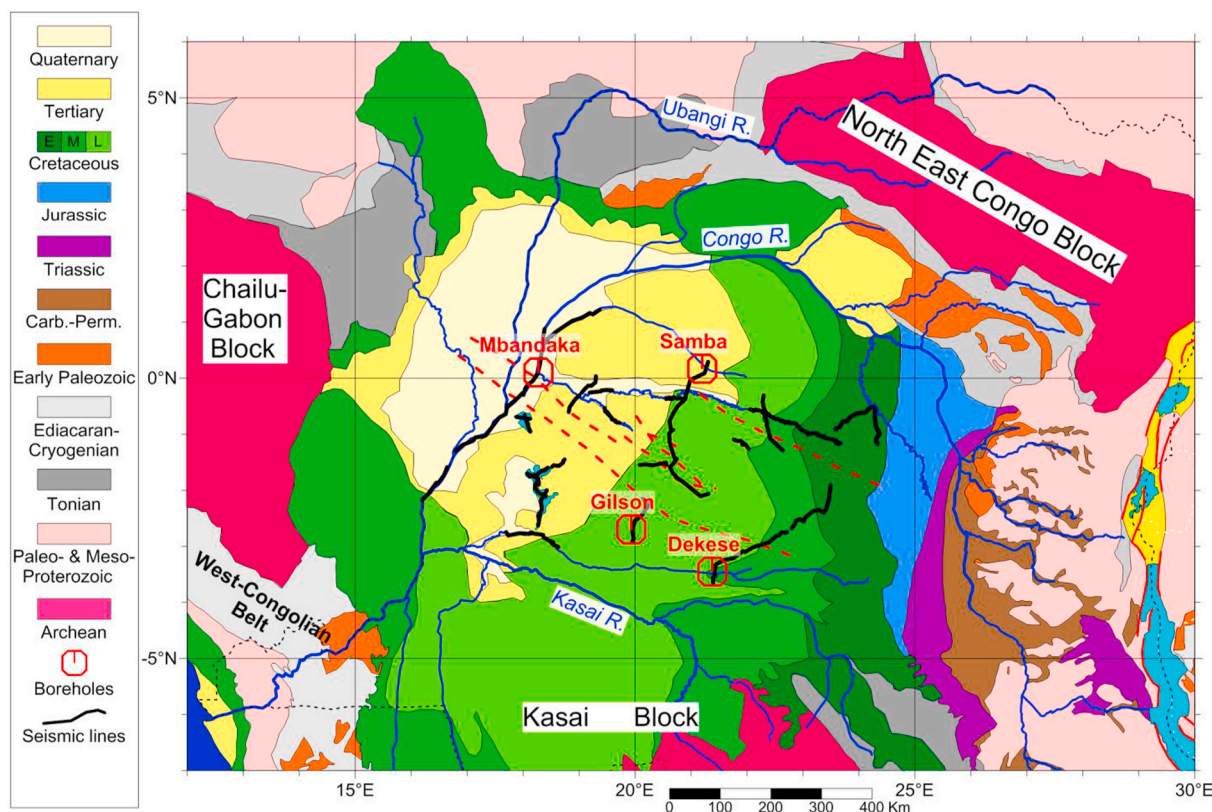 Quaternary
Tertiary
E M L
Cretaceous
Jurassic
Triassic
Carb.-Perm.
Early Paleozoic
Ediacaran-
Cryogenian
Tonian
Paleo- & Meso-
Proterozoic
Archean
Boreholes
Seismic lines
5°N
0°N
-5°N
15°E
20°E
25°E
30°E
Ubangi R.
North East Congo Block
Congo R.
Chailu-
Gabon
Block
Mbandaka
Samba
Gilson
Dekese
West-Congolian
Belt
Kasai R.
Kasai Block
0 100 200 300 400 Km